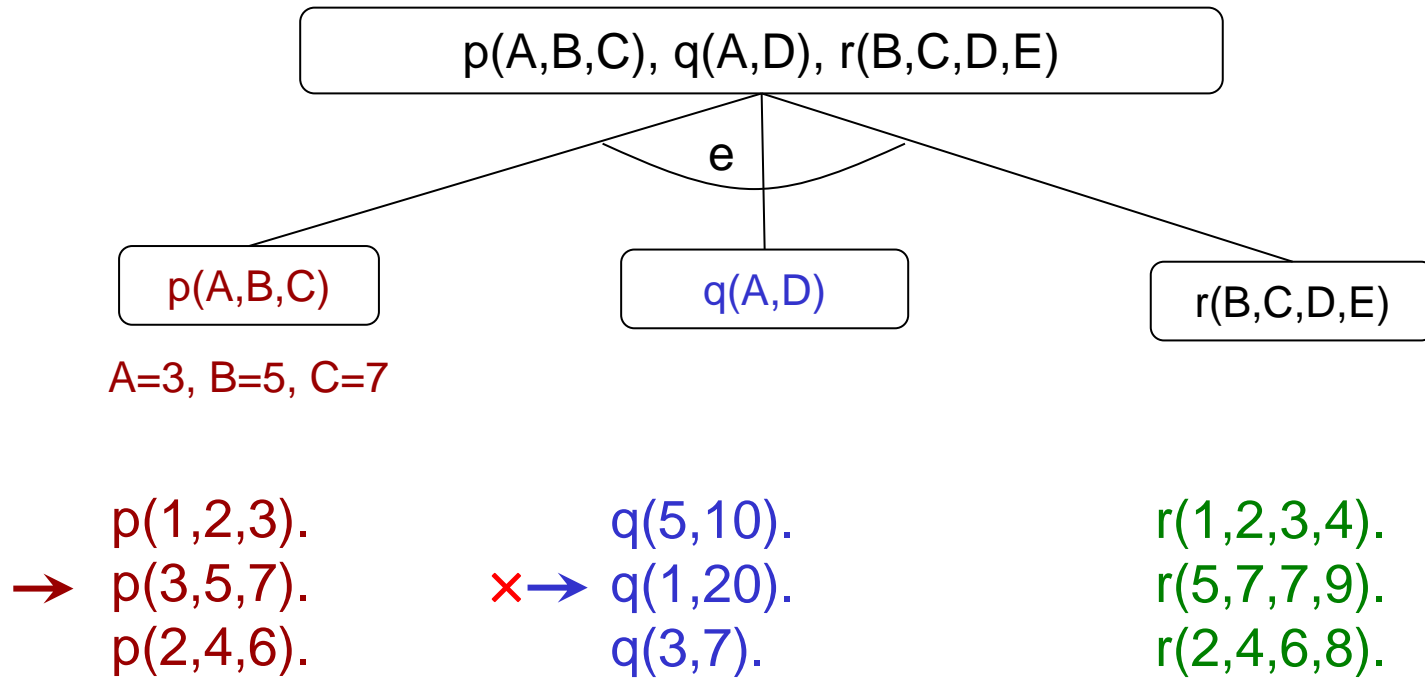 p(A,B,C), q(A,D), r(B,C,D,E)
e
p(A,B,C)
q(A,D)
r(B,C,D,E)
A=3, B=5, C=7
p(1,2,3).
p(3,5,7).
p(2,4,6).
q(5,10).
q(1,20).
q(3,7).
r(1,2,3,4).
r(5,7,7,9).
r(2,4,6,8).